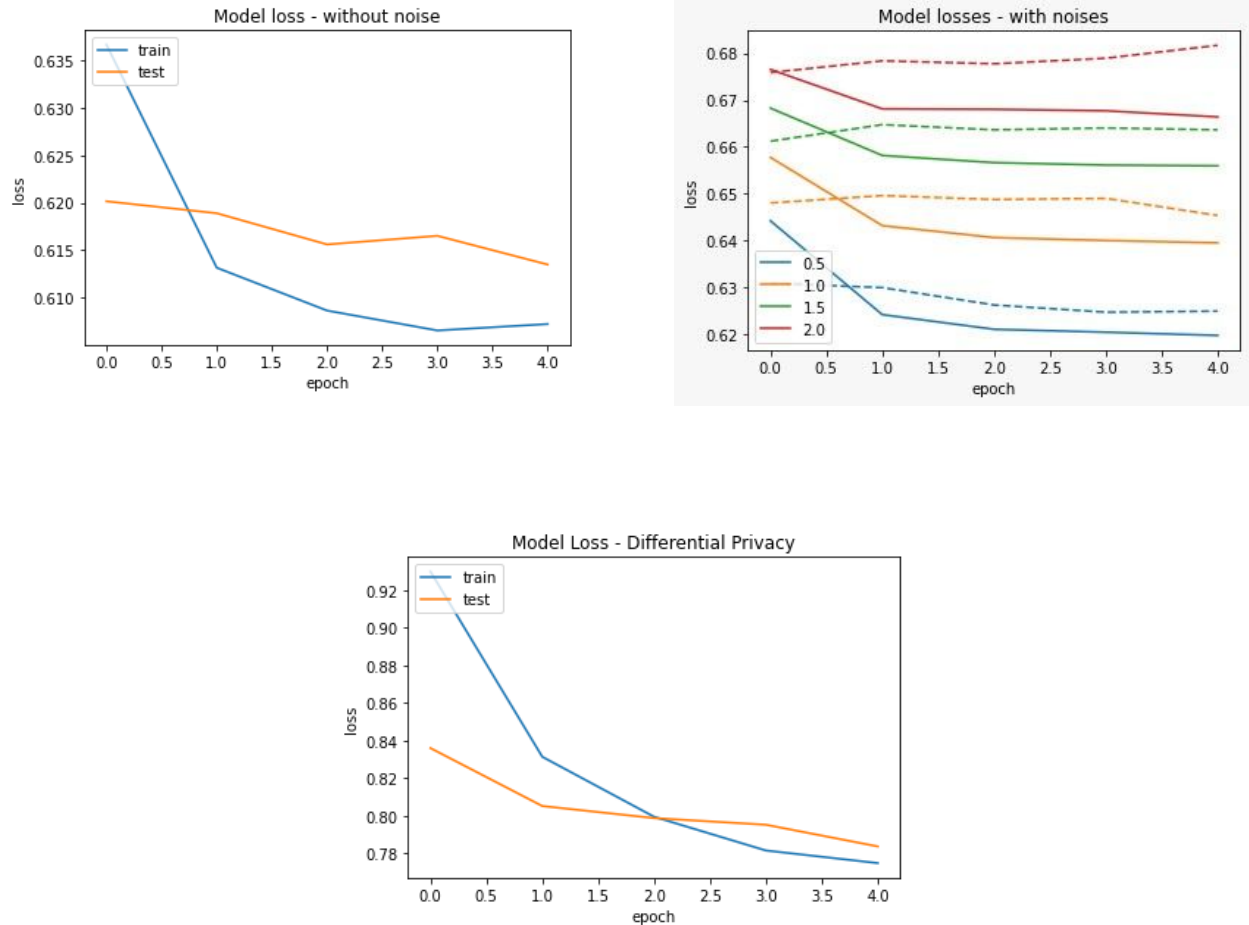 Model loss - without noise
0.635
0.630
0.625
0.620
0.615
0.610
loss
train
test
0.0 0.5 1.0 1.5 2.0 2.5 3.0 3.5 4.0
epoch
Model losses - with noises
0.68
0.67
0.66
0.65
0.64
0.63
0.62
loss
0.5
1.0
1.5
2.0
0.0 0.5 1.0 1.5 2.0 2.5 3.0 3.5 4.0
epoch
Model Loss - Differential Privacy
0.92
0.90
0.88
0.86
0.84
0.82
0.80
0.78
loss
train
test
0.0 0.5 1.0 1.5 2.0 2.5 3.0 3.5 4.0
epoch